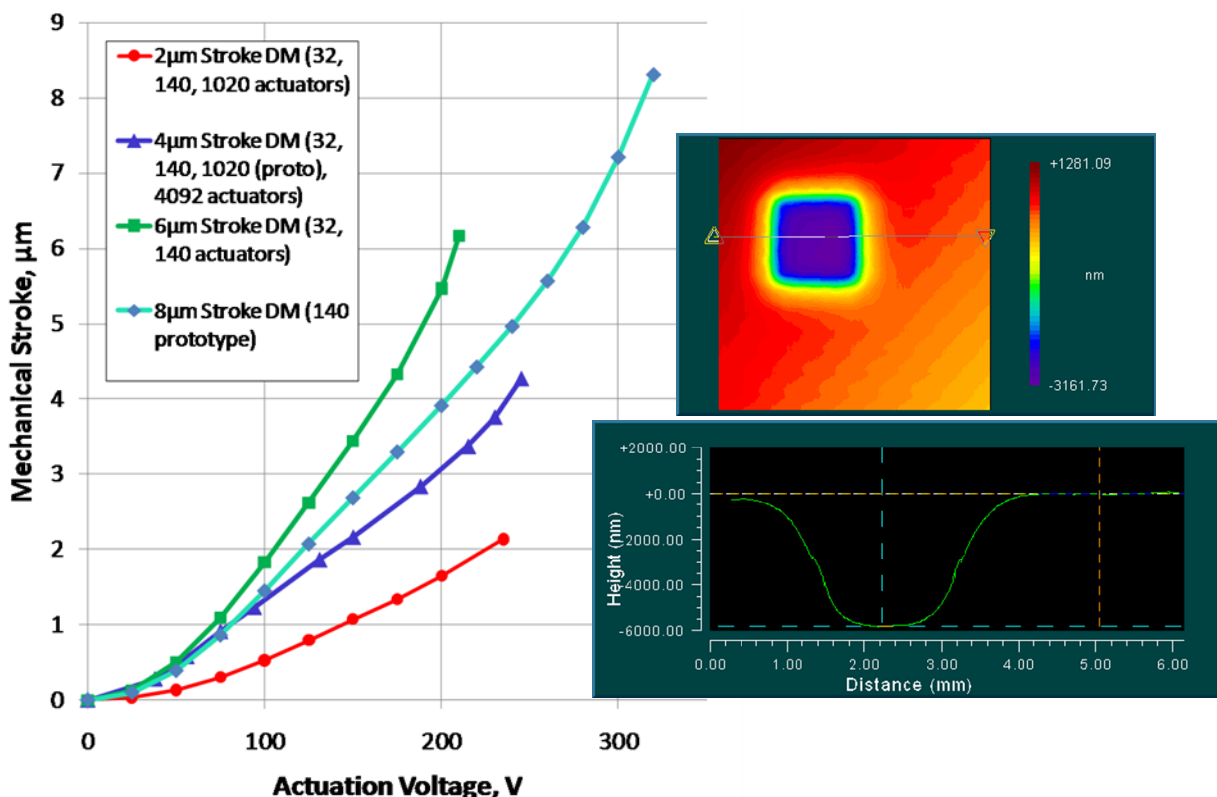 9
8
7
6
5
4
3
2
1
0
Mechanical Stroke, µm
2µm Stroke DM (32,
140, 1020 actuators)
4µm Stroke DM (32,
140, 1020 (proto),
4092 actuators)
6µm Stroke DM (32,
140 actuators)
8µm Stroke DM (140
prototype)
0 100 200 300
Actuation Voltage, V
+1281.09
nm
-3161.73
+2000.00
+0.00
-2000.00
-4000.00
-6000.00
Height (nm)
0.00 1.00 2.00 3.00 4.00 5.00 6.00
Distance (mm)